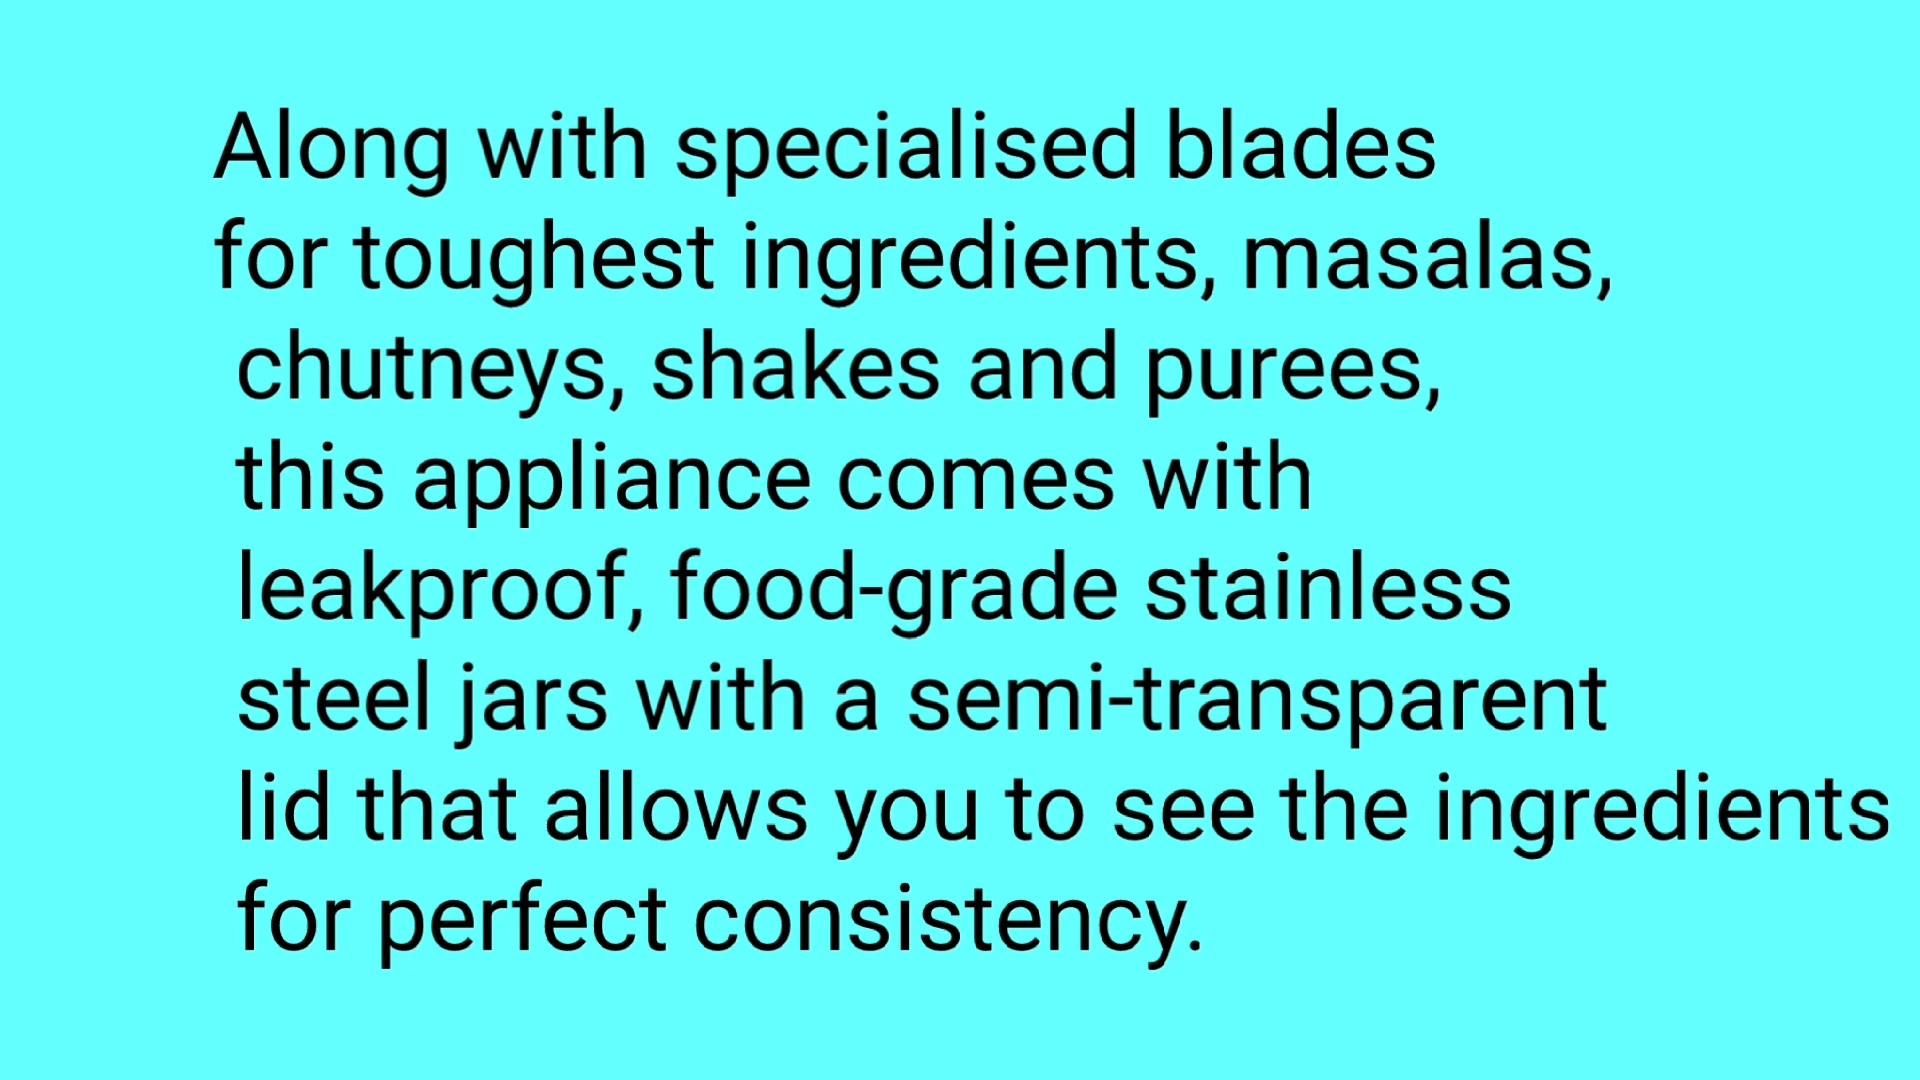 Along with specialised blades
for toughest ingredients, masalas,
chutneys, shakes and purees,
this appliance comes with
leakproof, food-grade stainless
steel jars with a semi-transparent
lid that allows you to see the ingredients
for perfect consistency.